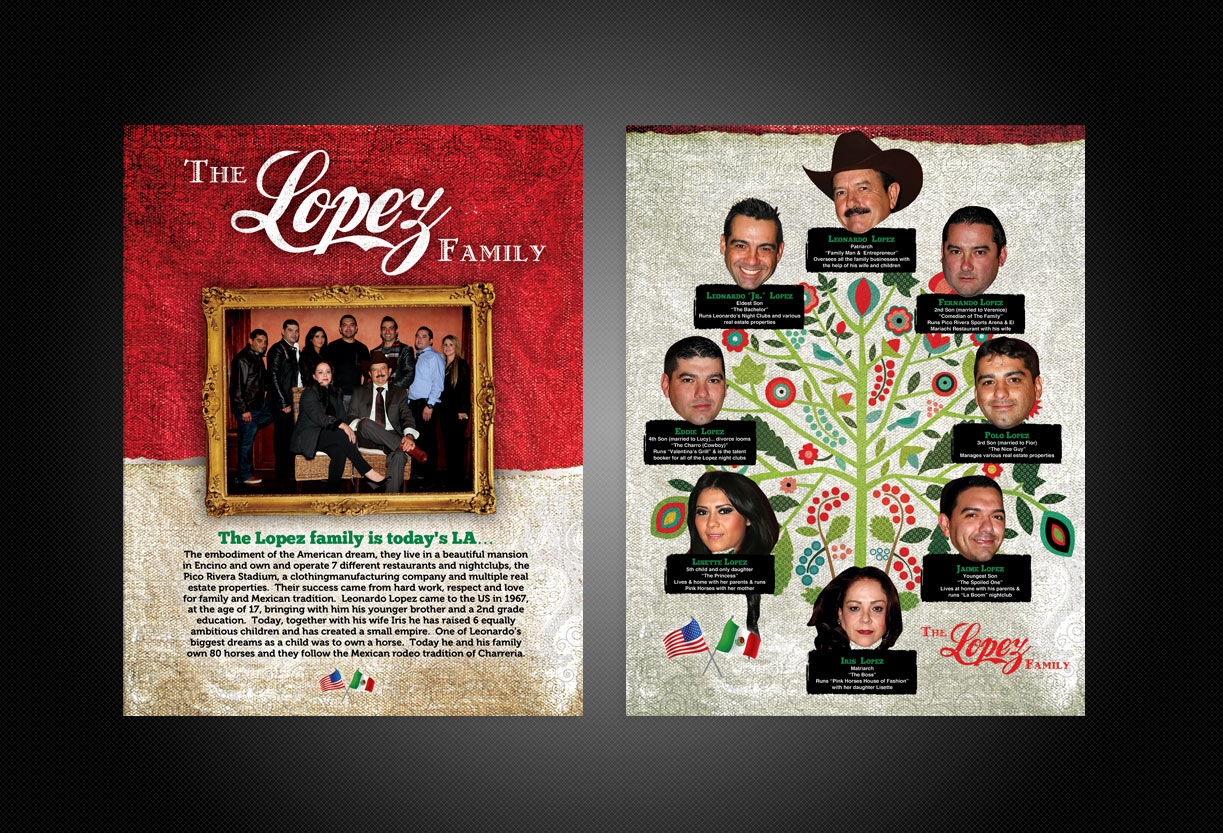 THE
Lopez
FAMILY
The Lopez family is today's LA...
The embodiment of the American dream, they live in a beautiful mansion
in Encino and own and operate 7 different restaurants and nightclubs, the
Pico Rivera Stadium, a clothingmanufacturing company and multiple real
estate properties. Their success came from hard work, respect and love
for family and Mexican tradition. Leonardo Lopez came to the US in 1967,
at the age of 17, bringing with him his younger brother and a 2nd grade
education. Today, together with his wife Iris he has raised 6 equally
ambitious children and has created a small empire. One of Leonardo's
biggest dreams as a child was to own a horse. Today he and his family
own 80 horses and they follow the Mexican rodeo tradition of Charreria
LEONARDO LOPEZ
Patriarch
"Family Man & Entrepreneur"
Oversees all the family businesses with
the help of his wife and children
LEONARDO "JR." LOPEZ
Eldest Son
"The Bachelor"
Runs Leonardo's Night Clubs and various
real estate properties
FERNANDO LOPEZ
2nd Son (married to Verenice)
"Comedian of The Family"
Runs Pico Rivera Sports Arena & El
Mariachi Restaurant with his wife
EDDIE LOPEZ
4th Son (married to Lucy)... divorce looms
"The Charro (Cowboy)"
Runs "Valentina's Grill" & is the talent
booker for all of the Lopez night clubs
POLO LOPEZ
3rd Son (married to Flor)
"The Nice Guy"
Manages various real estate properties
LISETTE LOPEZ
5th child and only daughter
"The Princess"
Lives & home with her parents & runs
Pink Horses with her mother
JAIME LOPEZ
Youngest Son
"The Spoiled One"
Lives at home with his parents &
runs "La Boom" nightclub
IRIS LOPEZ
Matriarch
"The Boss"
Runs "Pink Horses House of Fashion"
with her daughter Lisette
THE
Lopez
FAMILY